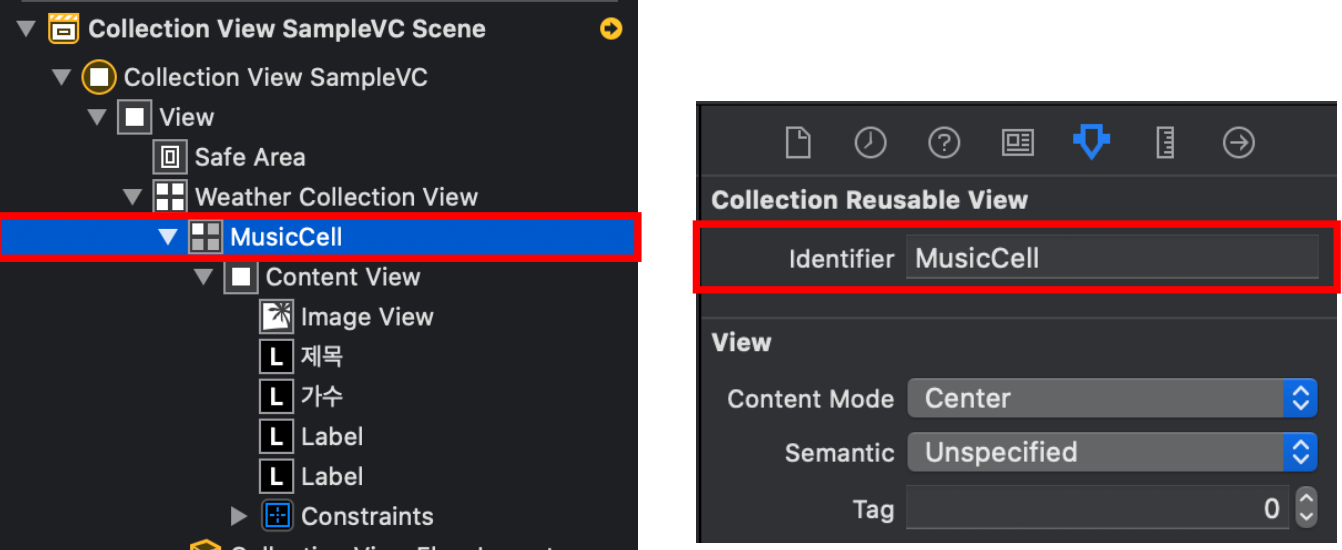 Collection View SampleVC Scene
Collection View SampleVC
View
Safe Area
Weather Collection View
MusicCell
Content View
Image View
L 제목
L 가수
L Label
L Label
Constraints
Collection Reusable View
Identifier MusicCell
View
Content Mode Center
Semantic Unspecified
Tag 0